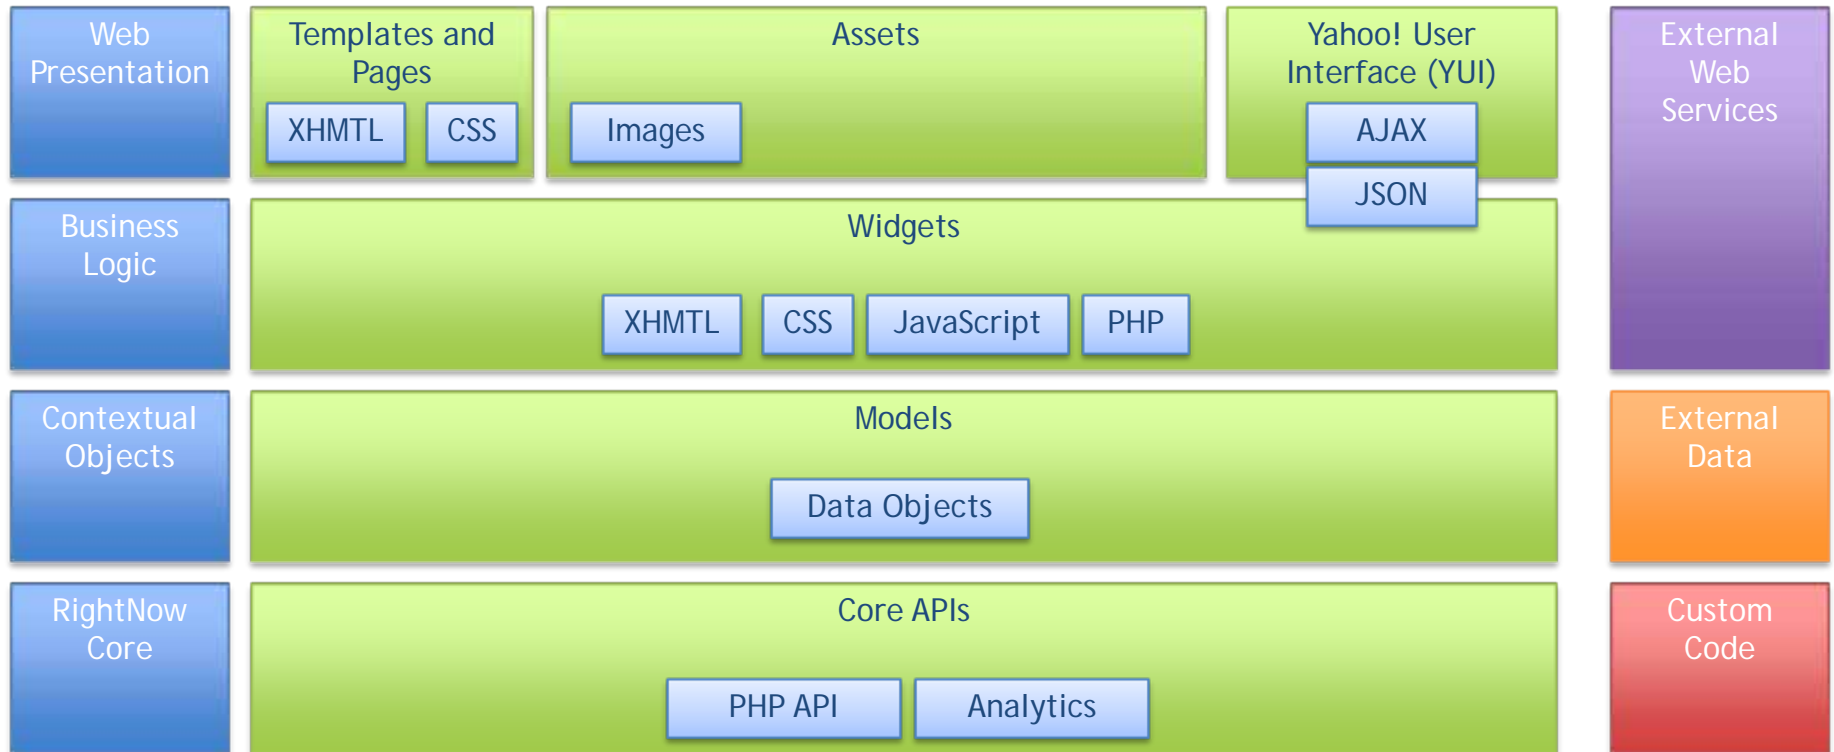 Web
Presentation
Templates and
Pages
XHMTL
CSS
Assets
Images
Yahoo! User
Interface (YUI)
AJAX
JSON
External
Web
Services
Business
Logic
Widgets
XHMTL
CSS
JavaScript
PHP
Contextual
Objects
Models
Data Objects
External
Data
RightNow
Core
Core APIs
PHP API
Analytics
Custom
Code